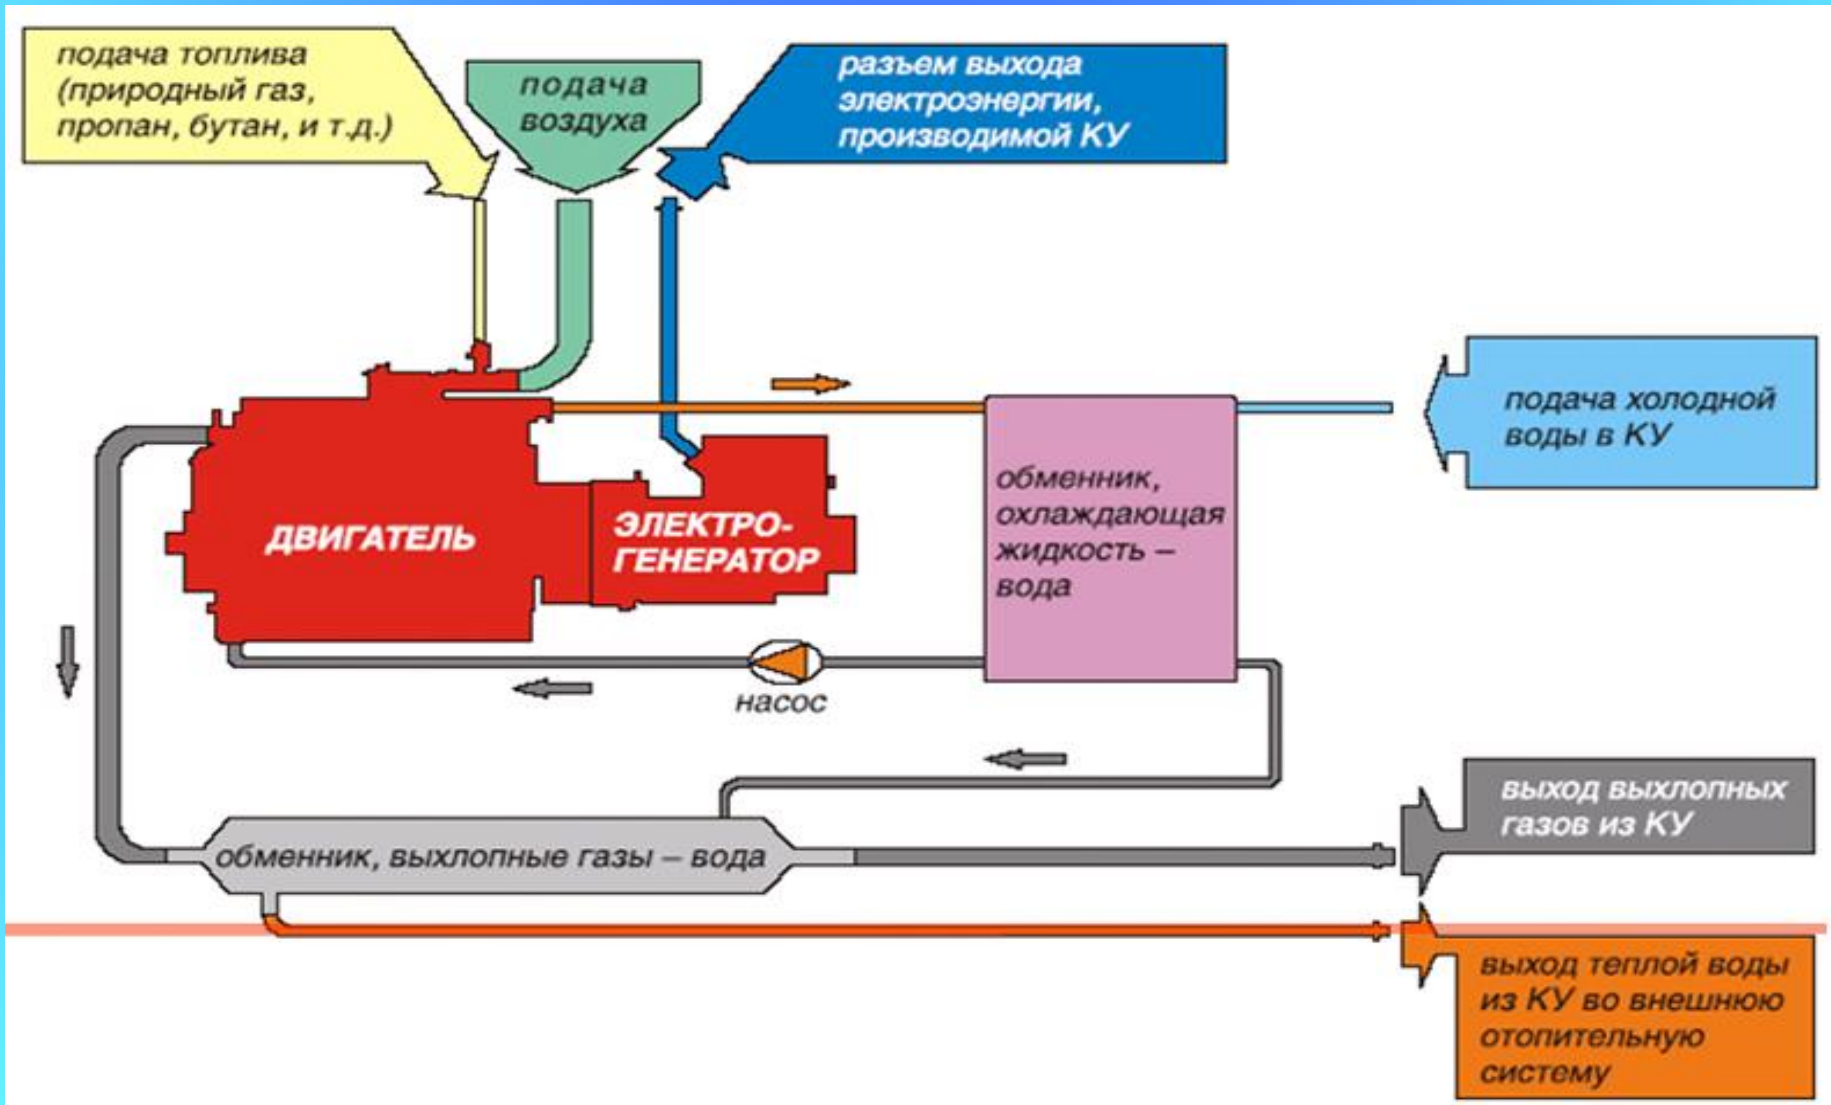 подача топлива
(природный газ,
пропан, бутан, и т.д.)
подача
воздуха
разъем выхода
электроэнергии,
производимой КУ
подача холодной
воды в КУ
обменник,
охлаждающая
жидкость –
вода
ДВИГАТЕЛЬ
ЭЛЕКТРО-
ГЕНЕРАТОР
насос
выход выхлопных
газов из КУ
обменник, выхлопные газы – вода
выход теплой воды
из КУ во внешнюю
отопительную
систему